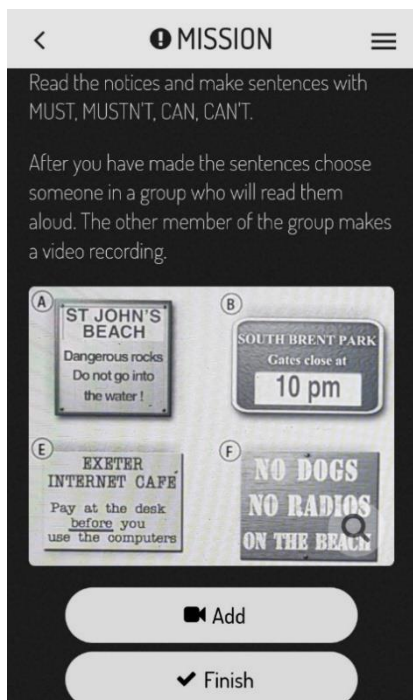 MISSION
Read the notices and make sentences with
MUST, MUSTN'T, CAN, CAN'T.
After you have made the sentences choose
someone in a group who will read them
aloud. The other member of the group makes
a video recording.
A
ST JOHN'S
BEACH
Dangerous rocks
Do not go into
the water !
B
SOUTH BRENT PARK
Gates close at
10 pm
E
EXETER
INTERNET CAFÉ
Pay at the desk
before you
use the computers
F
NO DOGS
NO RADIOS
ON THE BEACH
Add
Finish